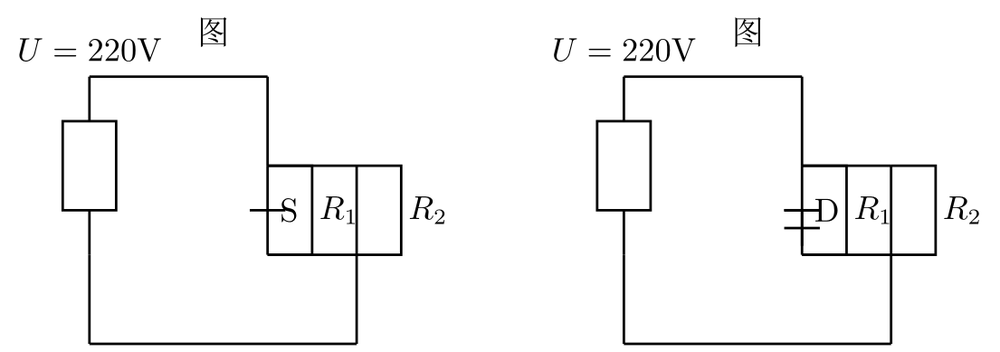 图 图
U = 220V U = 220V
S R₁ R₂ D R₁ R₂